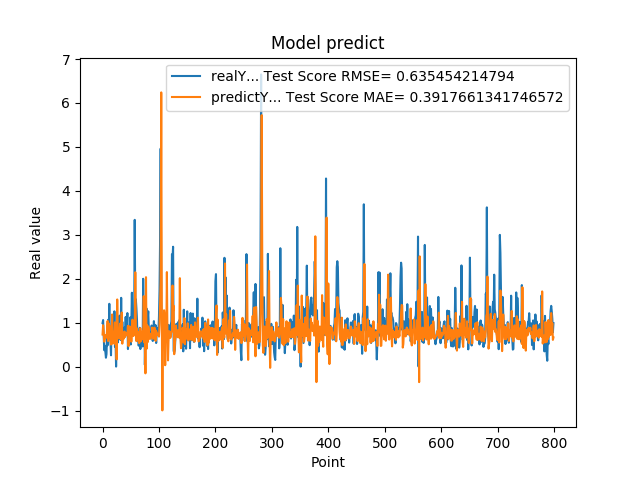 Model predict
realY... Test Score RMSE= 0.635454214794
predictY... Test Score MAE= 0.3917661341746572
7
6
5
4
3
2
1
0
−1
Real value
0 100 200 300 400 500 600 700 800
Point